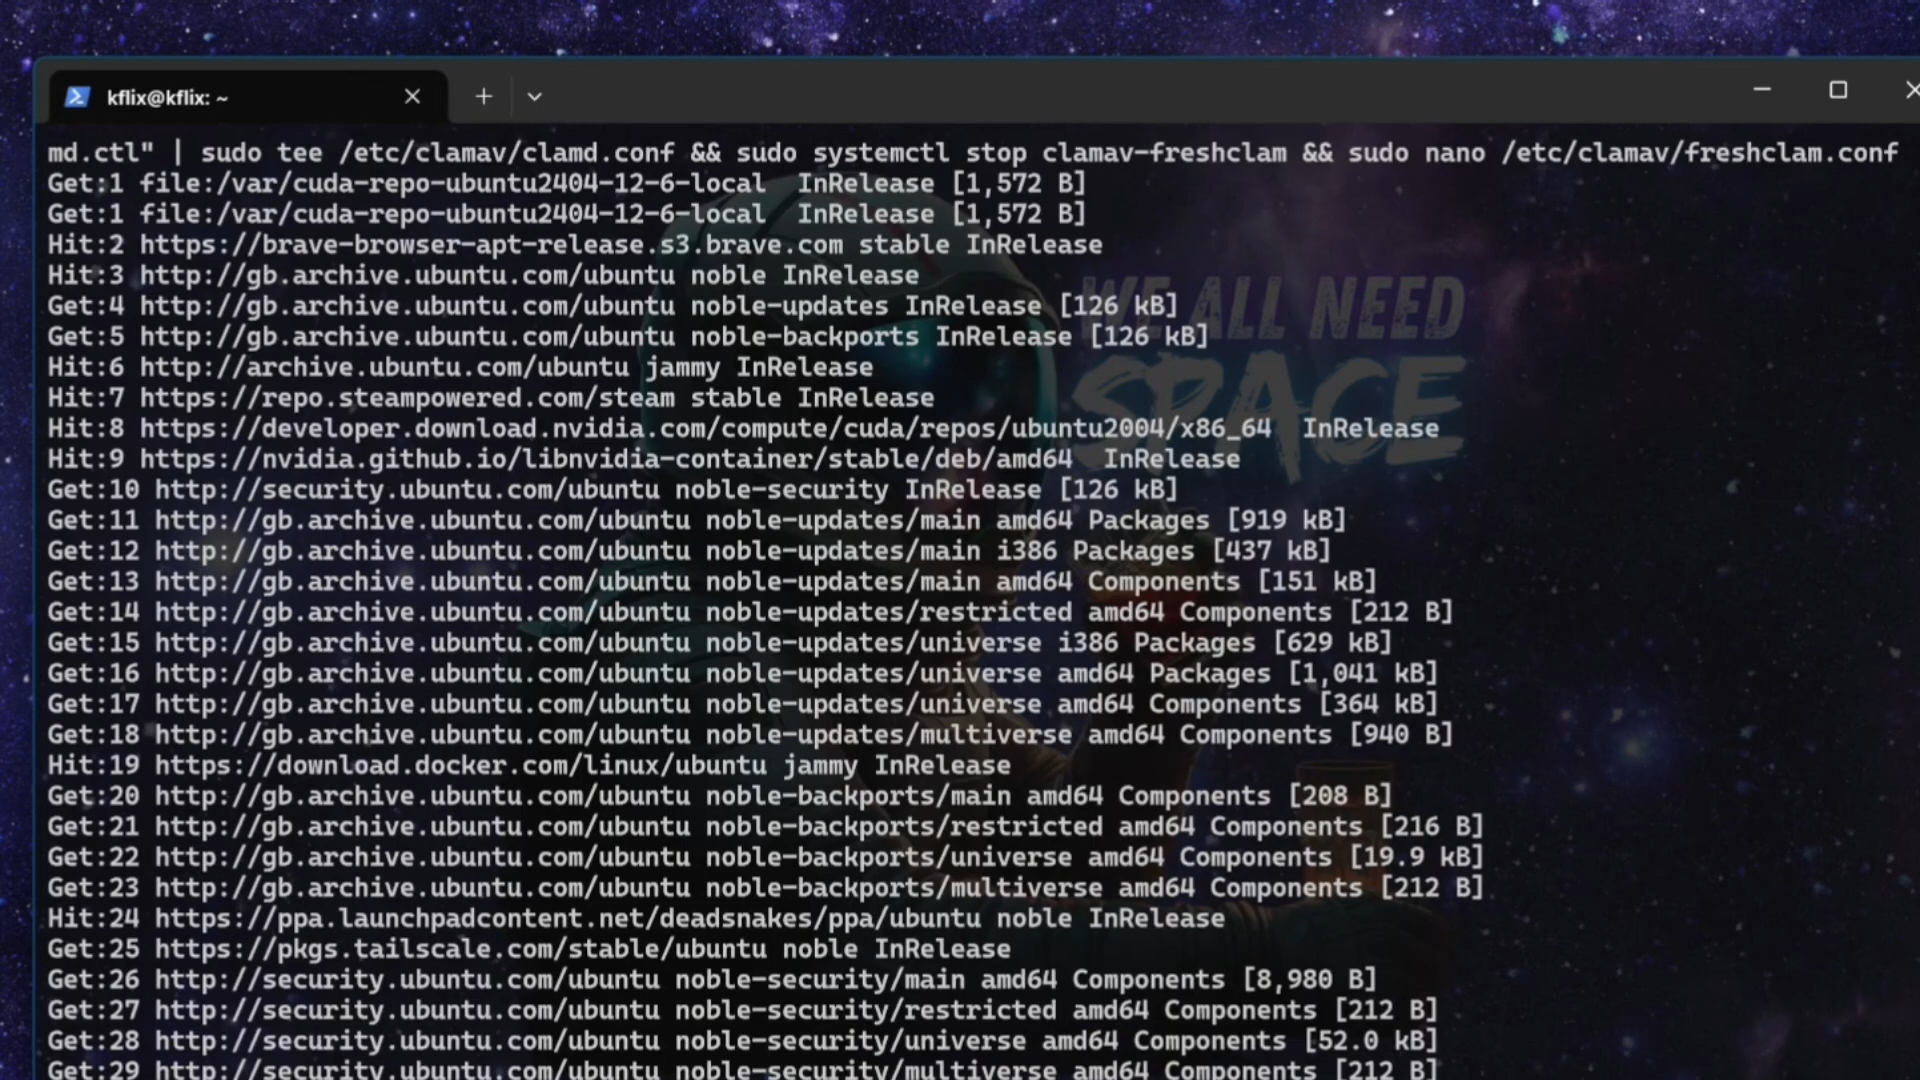 kflix@kflix: ~
md.ctl" | sudo tee /etc/clamav/clamd.conf && sudo systemctl stop clamav-freshclam && sudo nano /etc/clamav/freshclam.conf
Get:1 file:/var/cuda-repo-ubuntu2404-12-6-local  InRelease [1,572 B]
Get:1 file:/var/cuda-repo-ubuntu2404-12-6-local  InRelease [1,572 B]
Hit:2 https://brave-browser-apt-release.s3.brave.com stable InRelease
Hit:3 http://gb.archive.ubuntu.com/ubuntu noble InRelease
Get:4 http://gb.archive.ubuntu.com/ubuntu noble-updates InRelease [126 kB]
Get:5 http://gb.archive.ubuntu.com/ubuntu noble-backports InRelease [126 kB]
Hit:6 http://archive.ubuntu.com/ubuntu jammy InRelease
Hit:7 https://repo.steampowered.com/steam stable InRelease
Hit:8 https://developer.download.nvidia.com/compute/cuda/repos/ubuntu2004/x86_64  InRelease
Hit:9 https://nvidia.github.io/libnvidia-container/stable/deb/amd64  InRelease
Get:10 http://security.ubuntu.com/ubuntu noble-security InRelease [126 kB]
Get:11 http://gb.archive.ubuntu.com/ubuntu noble-updates/main amd64 Packages [919 kB]
Get:12 http://gb.archive.ubuntu.com/ubuntu noble-updates/main i386 Packages [437 kB]
Get:13 http://gb.archive.ubuntu.com/ubuntu noble-updates/main amd64 Components [151 kB]
Get:14 http://gb.archive.ubuntu.com/ubuntu noble-updates/restricted amd64 Components [212 B]
Get:15 http://gb.archive.ubuntu.com/ubuntu noble-updates/universe i386 Packages [629 kB]
Get:16 http://gb.archive.ubuntu.com/ubuntu noble-updates/universe amd64 Packages [1,041 kB]
Get:17 http://gb.archive.ubuntu.com/ubuntu noble-updates/universe amd64 Components [364 kB]
Get:18 http://gb.archive.ubuntu.com/ubuntu noble-updates/multiverse amd64 Components [940 B]
Hit:19 https://download.docker.com/linux/ubuntu jammy InRelease
Get:20 http://gb.archive.ubuntu.com/ubuntu noble-backports/main amd64 Components [208 B]
Get:21 http://gb.archive.ubuntu.com/ubuntu noble-backports/restricted amd64 Components [216 B]
Get:22 http://gb.archive.ubuntu.com/ubuntu noble-backports/universe amd64 Components [19.9 kB]
Get:23 http://gb.archive.ubuntu.com/ubuntu noble-backports/multiverse amd64 Components [212 B]
Hit:24 https://ppa.launchpadcontent.net/deadsnakes/ppa/ubuntu noble InRelease
Get:25 https://pkgs.tailscale.com/stable/ubuntu noble InRelease
Get:26 http://security.ubuntu.com/ubuntu noble-security/main amd64 Components [8,980 B]
Get:27 http://security.ubuntu.com/ubuntu noble-security/restricted amd64 Components [212 B]
Get:28 http://security.ubuntu.com/ubuntu noble-security/universe amd64 Components [52.0 kB]
Get:29 http://security.ubuntu.com/ubuntu noble-security/multiverse amd64 Components [212 B]
WE ALL NEED
SPACE